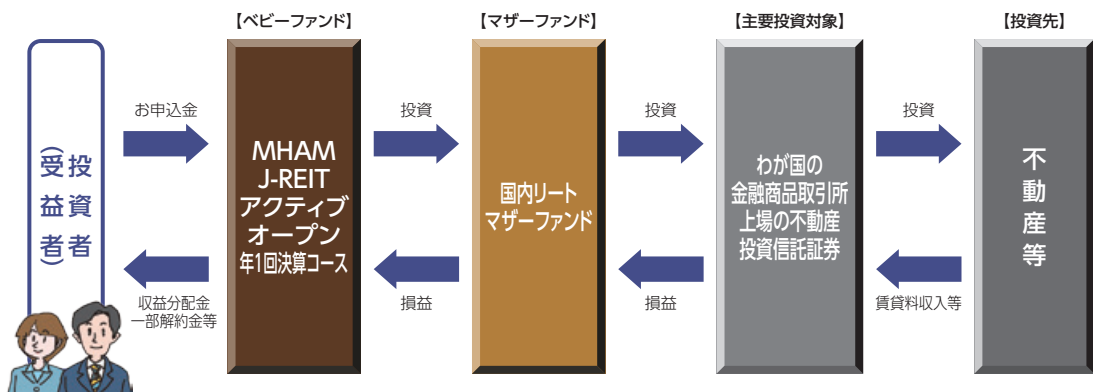 【ベビーファンド】
【マザーファンド】
【主要投資対象】
【投資先】
投資者
(受益者)
お申込金
収益分配金
一部解約金等
MHAM
J-REIT
アクティブ
オープン
年1回決算コース
投資
損益
国内リート
マザーファンド
投資
損益
わが国の
金融商品取引所
上場の不動産
投資信託証券
投資
賃貸料収入等
不動産等